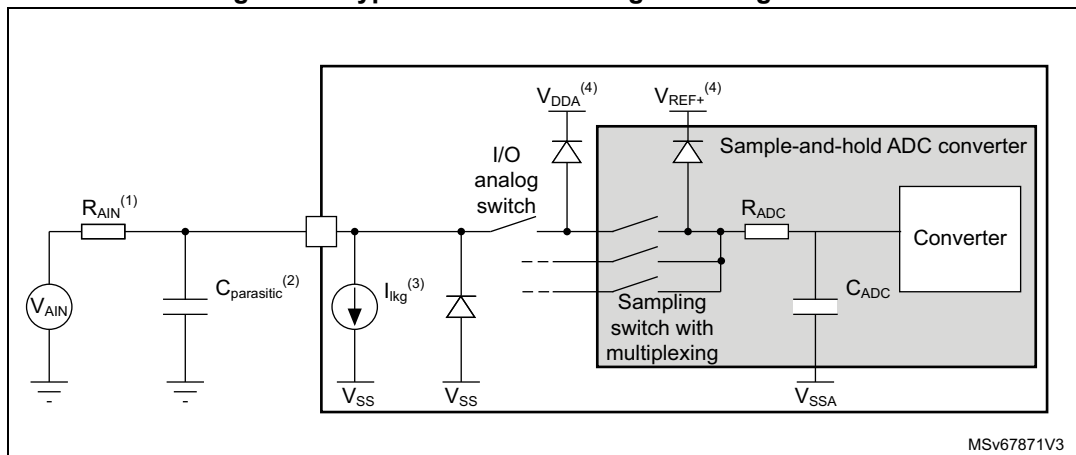 V_DDA^(4)
V_REF+^(4)
Sample-and-hold ADC converter
I/O
analog
switch
R_AIN^(1)
R_ADC
Converter
V_AIN
C_parasitic^(2)
I_lkg^(3)
C_ADC
Sampling
switch with
multiplexing
V_SS
V_SS
V_SSA
MSv67871V3